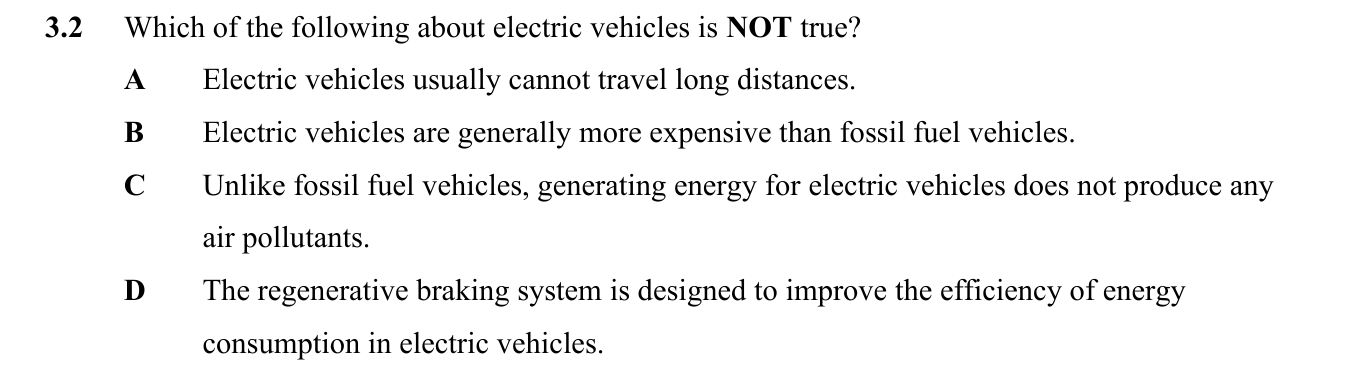 3.2 Which of the following about electric vehicles is NOT true?
A Electric vehicles usually cannot travel long distances.
B Electric vehicles are generally more expensive than fossil fuel vehicles.
C Unlike fossil fuel vehicles, generating energy for electric vehicles does not produce any
air pollutants.
D The regenerative braking system is designed to improve the efficiency of energy
consumption in electric vehicles.